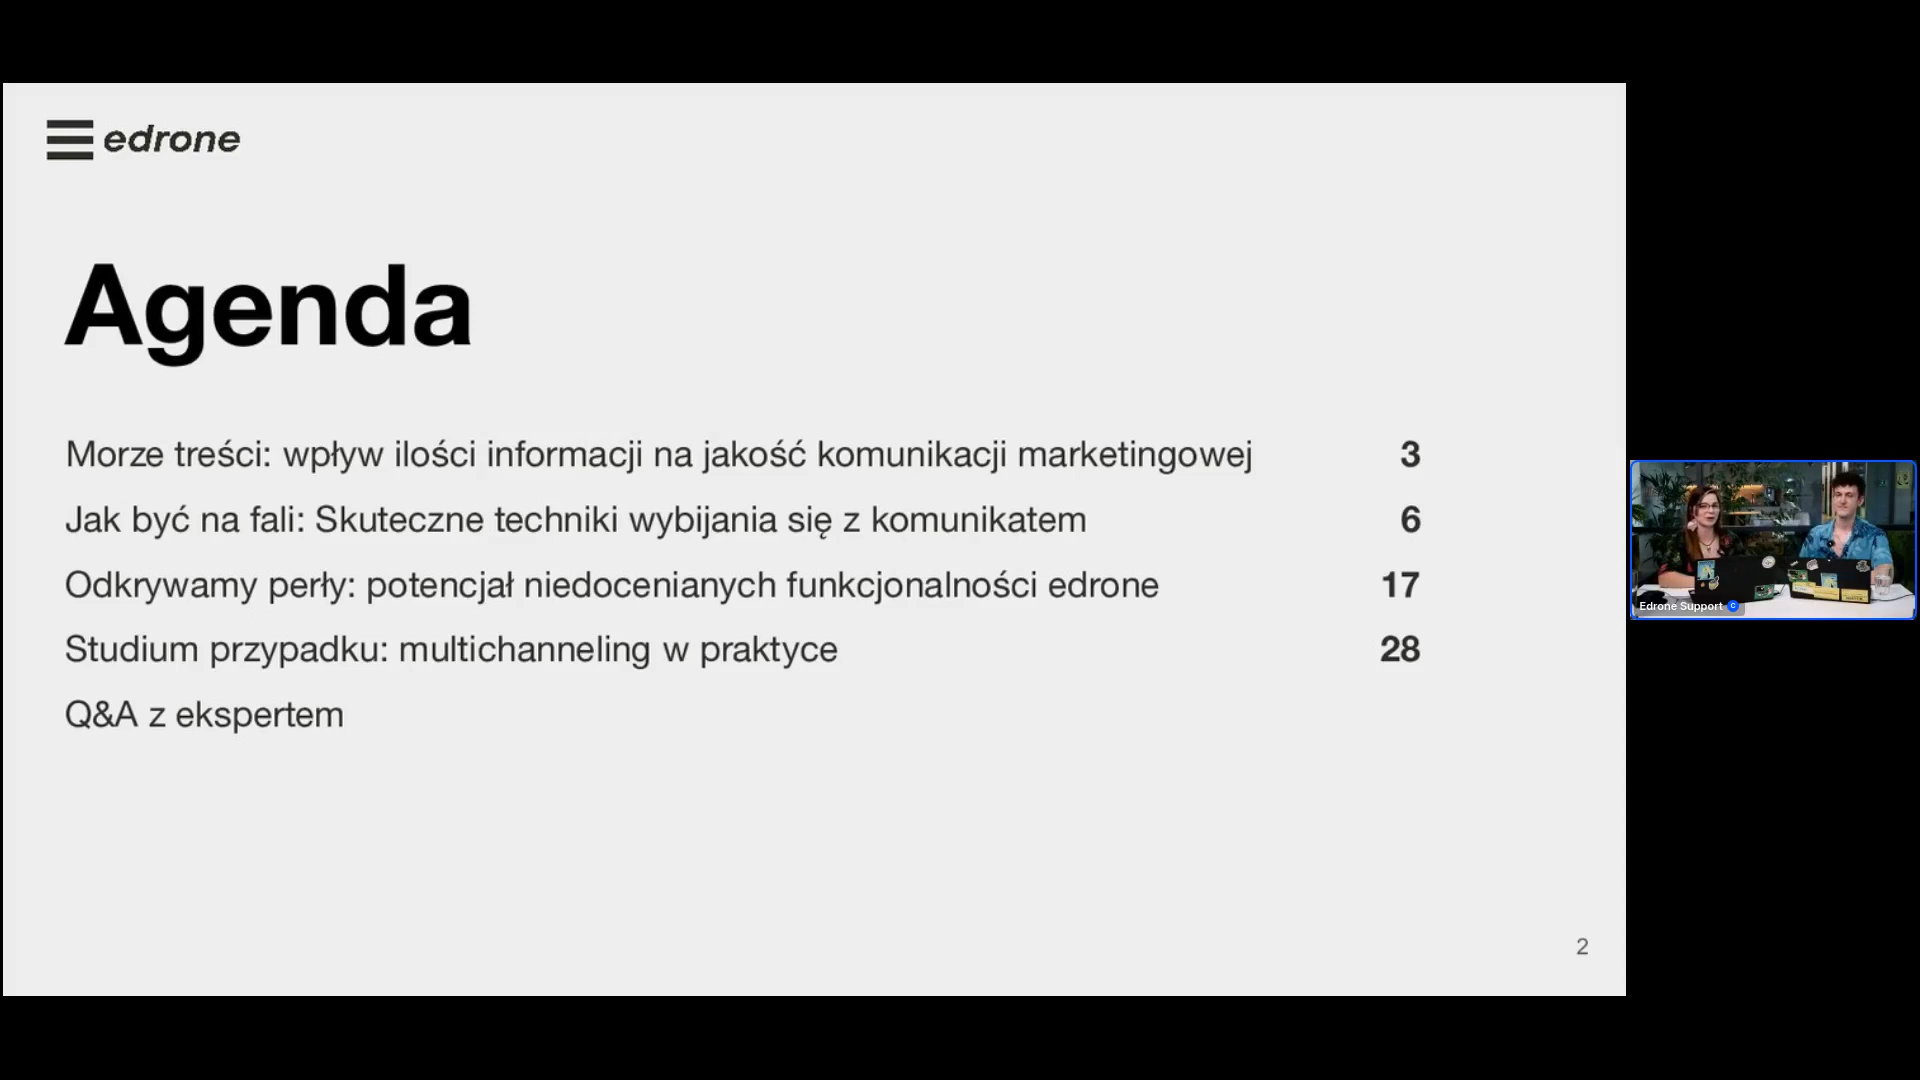 edrone
Agenda
Morze treści: wpływ ilości informacji na jakość komunikacji marketingowej 3
Jak być na fali: Skuteczne techniki wybijania się z komunikatem 6
Odkrywamy perły: potencjał niedocenianych funkcjonalności edrone 17
Studium przypadku: multichanneling w praktyce 28
Q&A z ekspertem
2
Edrone Support